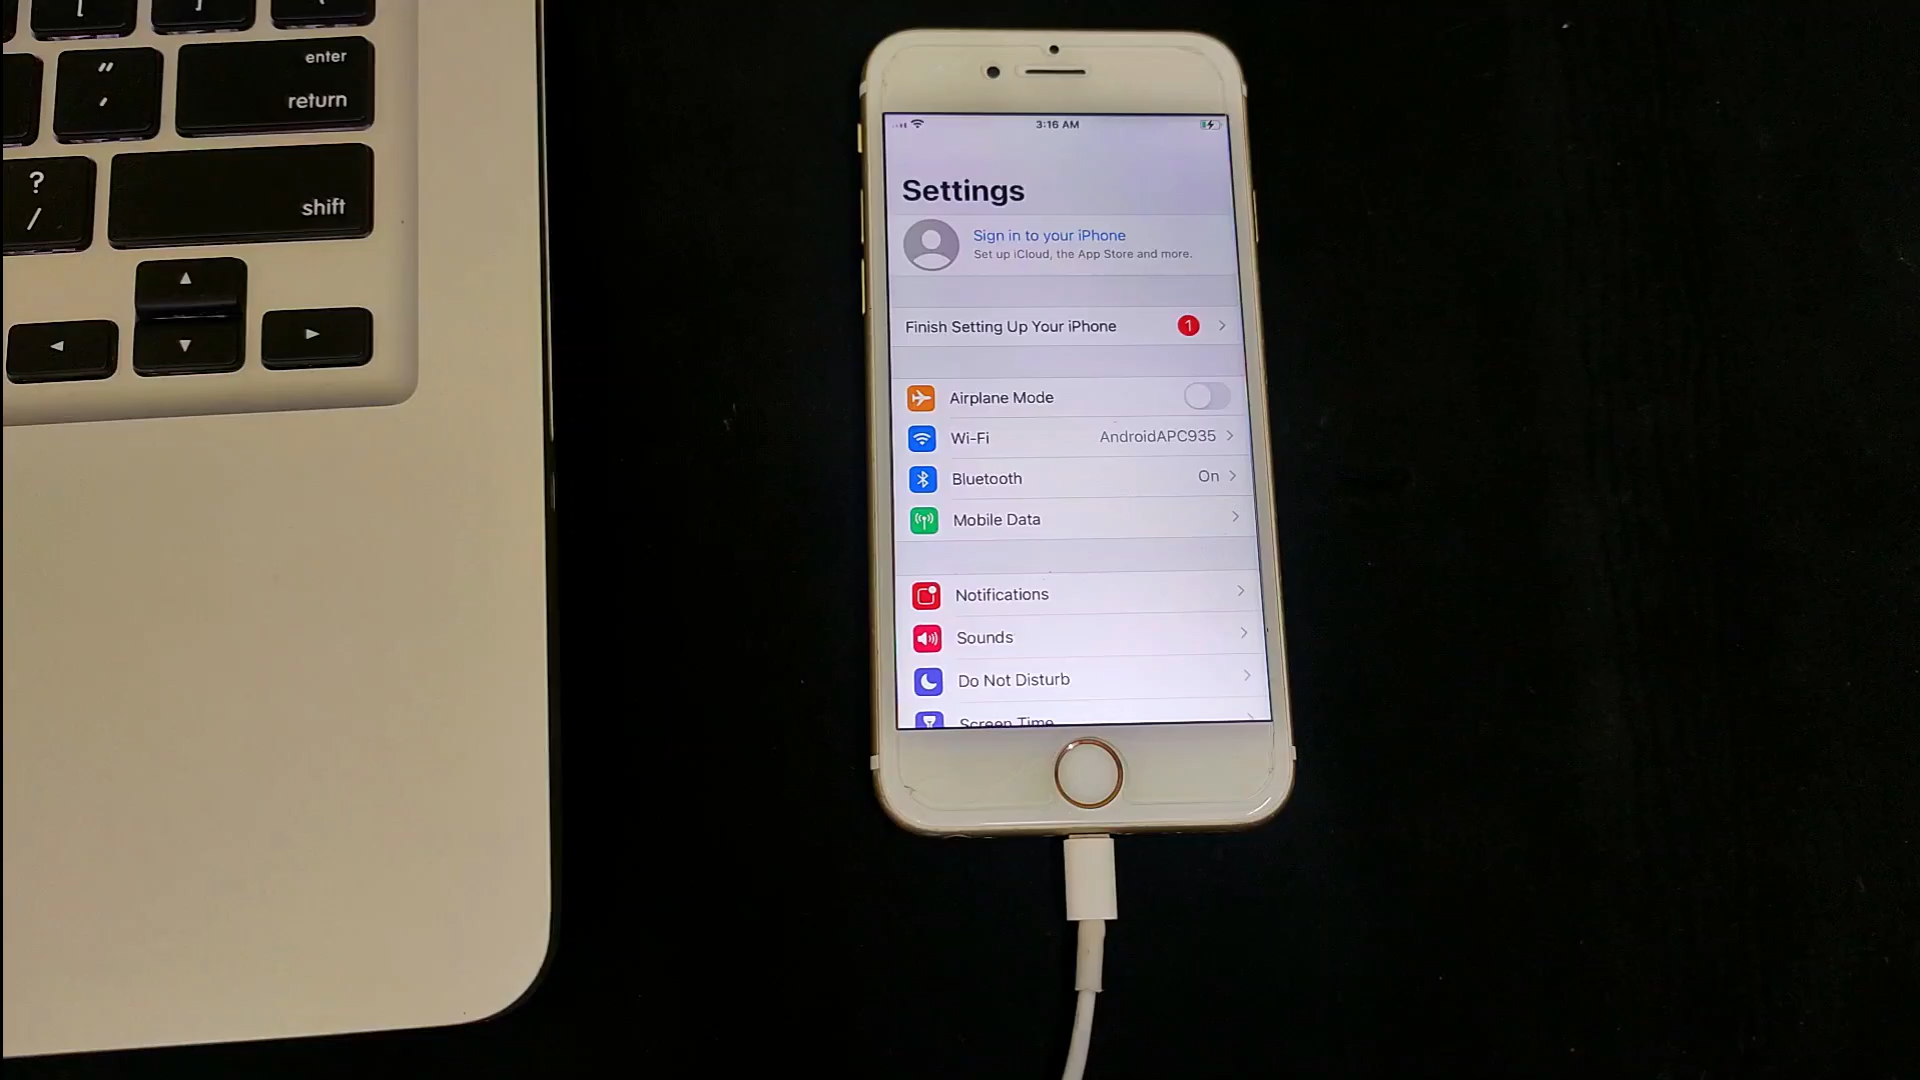 enter
return
"
,
?
/
shift
3:16 AM
Settings
Sign in to your iPhone
Set up iCloud, the App Store and more.
Finish Setting Up Your iPhone 1
Airplane Mode
Wi-Fi AndroidAPC935
Bluetooth On
Mobile Data
Notifications
Sounds
Do Not Disturb
Screen Time